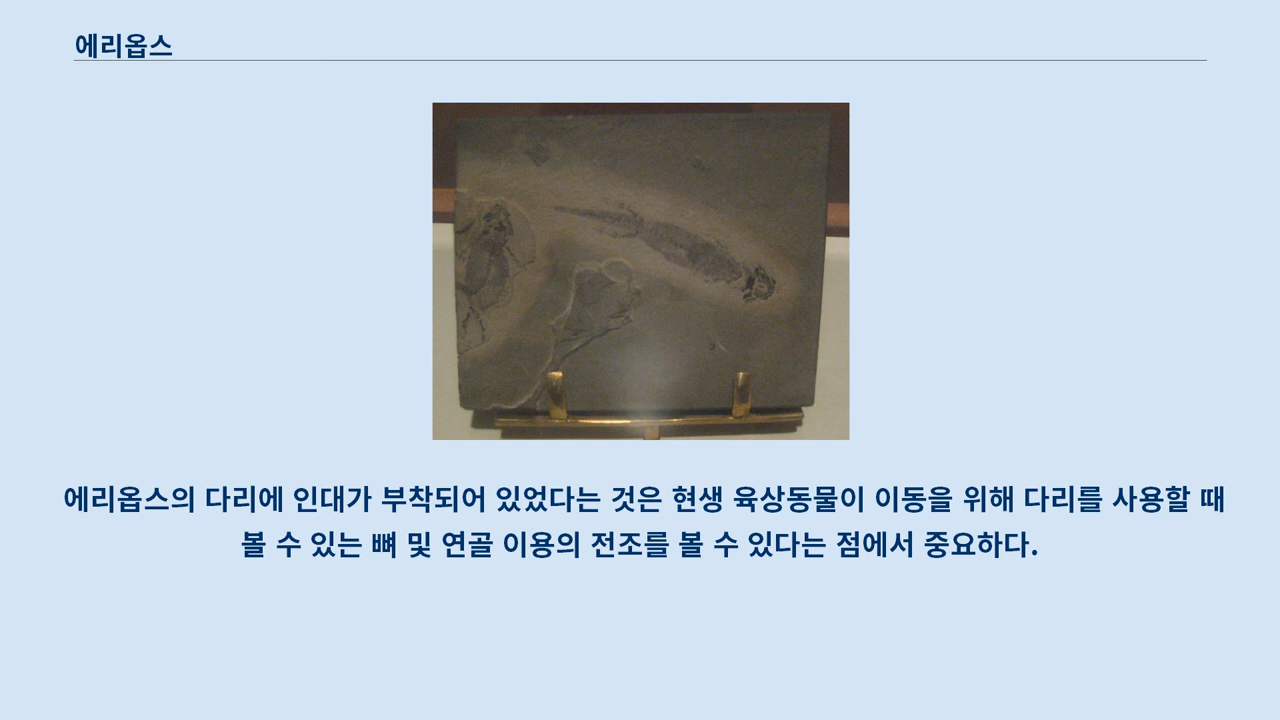 에리옵스
에리옵스의 다리에 인대가 부착되어 있었다는 것은 현생 육상동물이 이동을 위해 다리를 사용할 때
볼 수 있는 뼈 및 연골 이용의 전조를 볼 수 있다는 점에서 중요하다.